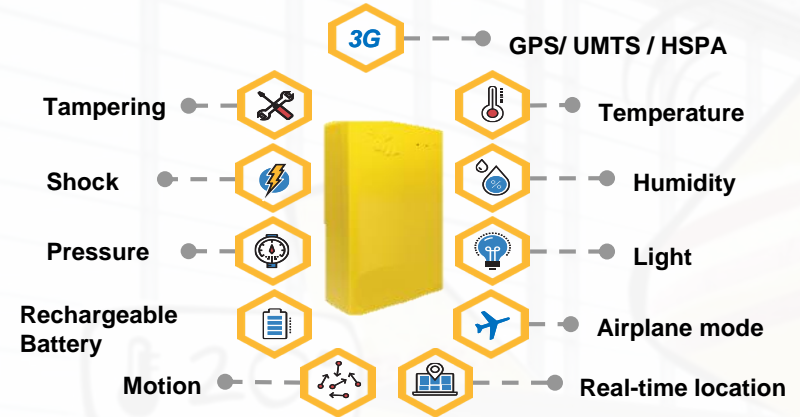 3G
GPS/ UMTS / HSPA
Tampering
Temperature
Shock
%
Humidity
Pressure
Light
Rechargeable
Battery
Airplane mode
Motion
Real-time location